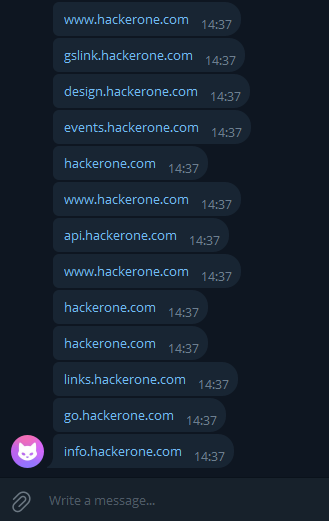 www.hackerone.com 14:37
gslink.hackerone.com 14:37
design.hackerone.com 14:37
events.hackerone.com 14:37
hackerone.com 14:37
www.hackerone.com 14:37
api.hackerone.com 14:37
www.hackerone.com 14:37
hackerone.com 14:37
hackerone.com 14:37
links.hackerone.com 14:37
go.hackerone.com 14:37
info.hackerone.com 14:37
Write a message...